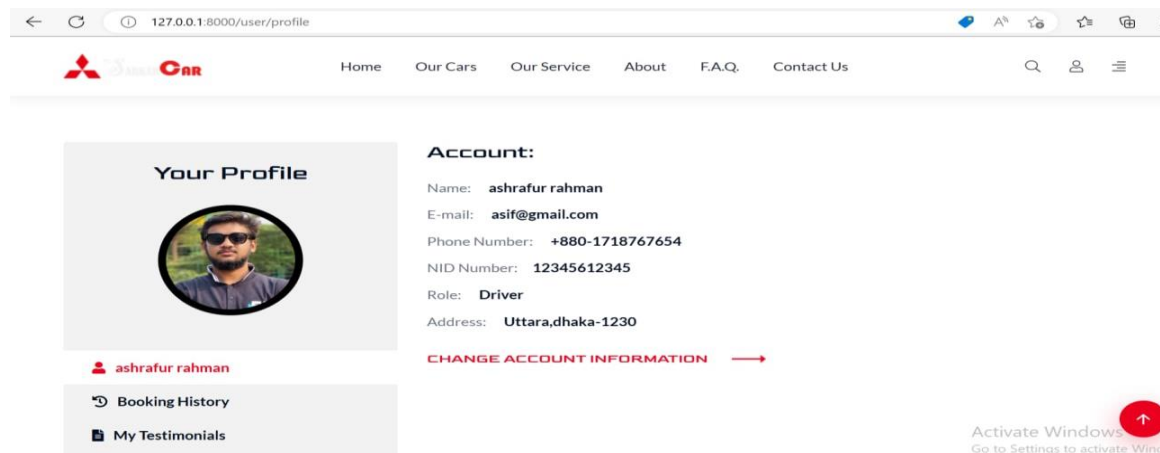 127.0.0.1:8000/user/profile
CAR
Home Our Cars Our Service About F.A.Q. Contact Us
Your Profile
ashrafur rahman
Booking History
My Testimonials
Account:
Name: ashrafur rahman
E-mail: asif@gmail.com
Phone Number: +880-1718767654
NID Number: 12345612345
Role: Driver
Address: Uttara,dhaka-1230
CHANGE ACCOUNT INFORMATION
Activate Windows
Go to Settings to activate